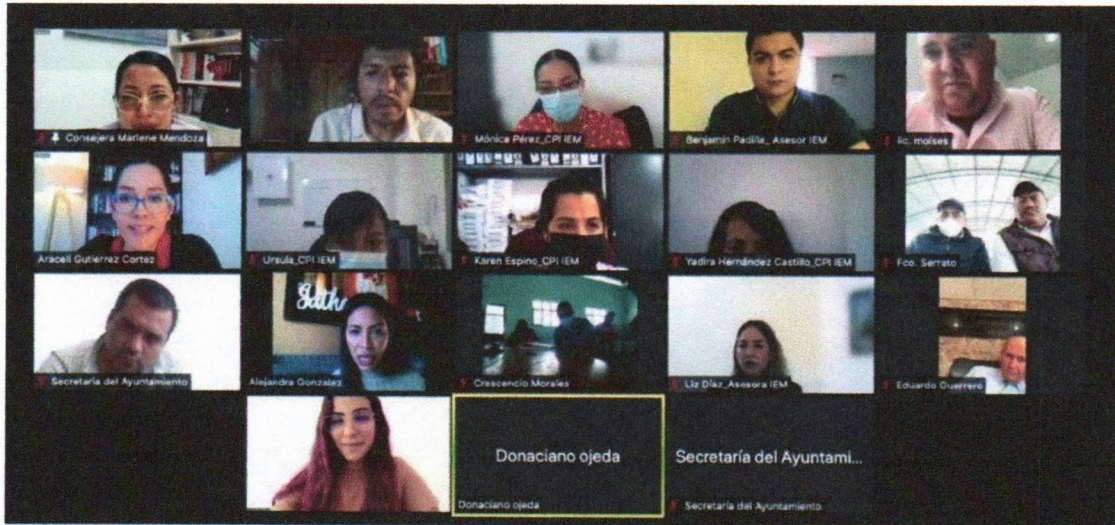 Consejera Marlene Mendoza
Mónica Pérez_CPI IEM
Benjamin Padilla_ Asesor IEM
lic. moises
Araceli Gutierrez Cortez
Ursula_CPI IEM
Karen Espino_CPI IEM
Yadira Hernández Castillo_CPI IEM
Fco. Serrato
Secretaría del Ayuntamiento
Alejandra Gonzalez
Crescencio Morales
Liz Díaz_Asesora IEM
Eduardo Guerrero
Donaciano ojeda
Secretaría del Ayuntami...
Donaciano ojeda
Secretaría del Ayuntamiento